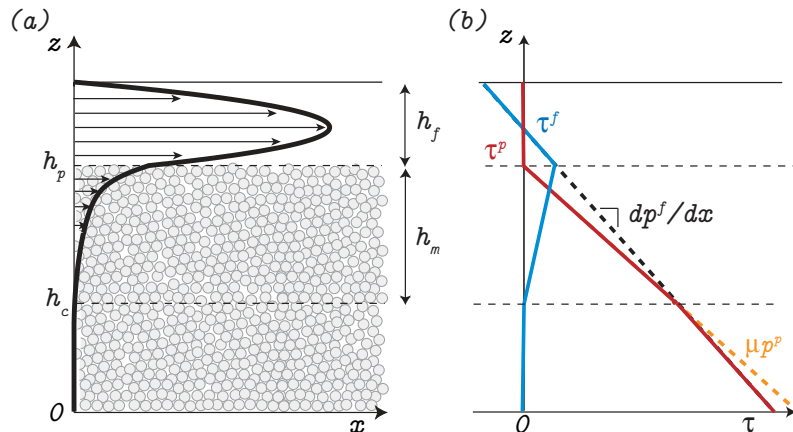 (a)
z
h_f
h_p
h_m
h_c
0
x
(b)
z
τ^f
τ^p
dp^f/dx
μp^p
0
τ